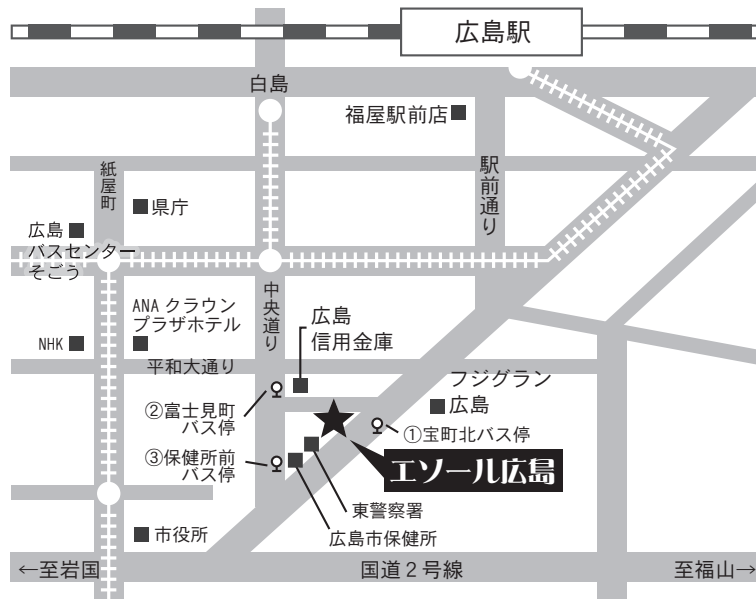 広島駅
白島
福屋駅前店
紙屋町
駅前通り
県庁
広島
バスセンター
そごう
中央道り
ANA クラウン
プラザホテル
広島
信用金庫
NHK
平和大通り
フジグラン
広島
②富士見町
バス停
①宝町北バス停
③保健所前
バス停
エソール広島
東警察署
広島市保健所
市役所
←至岩国
国道2号線
至福山→